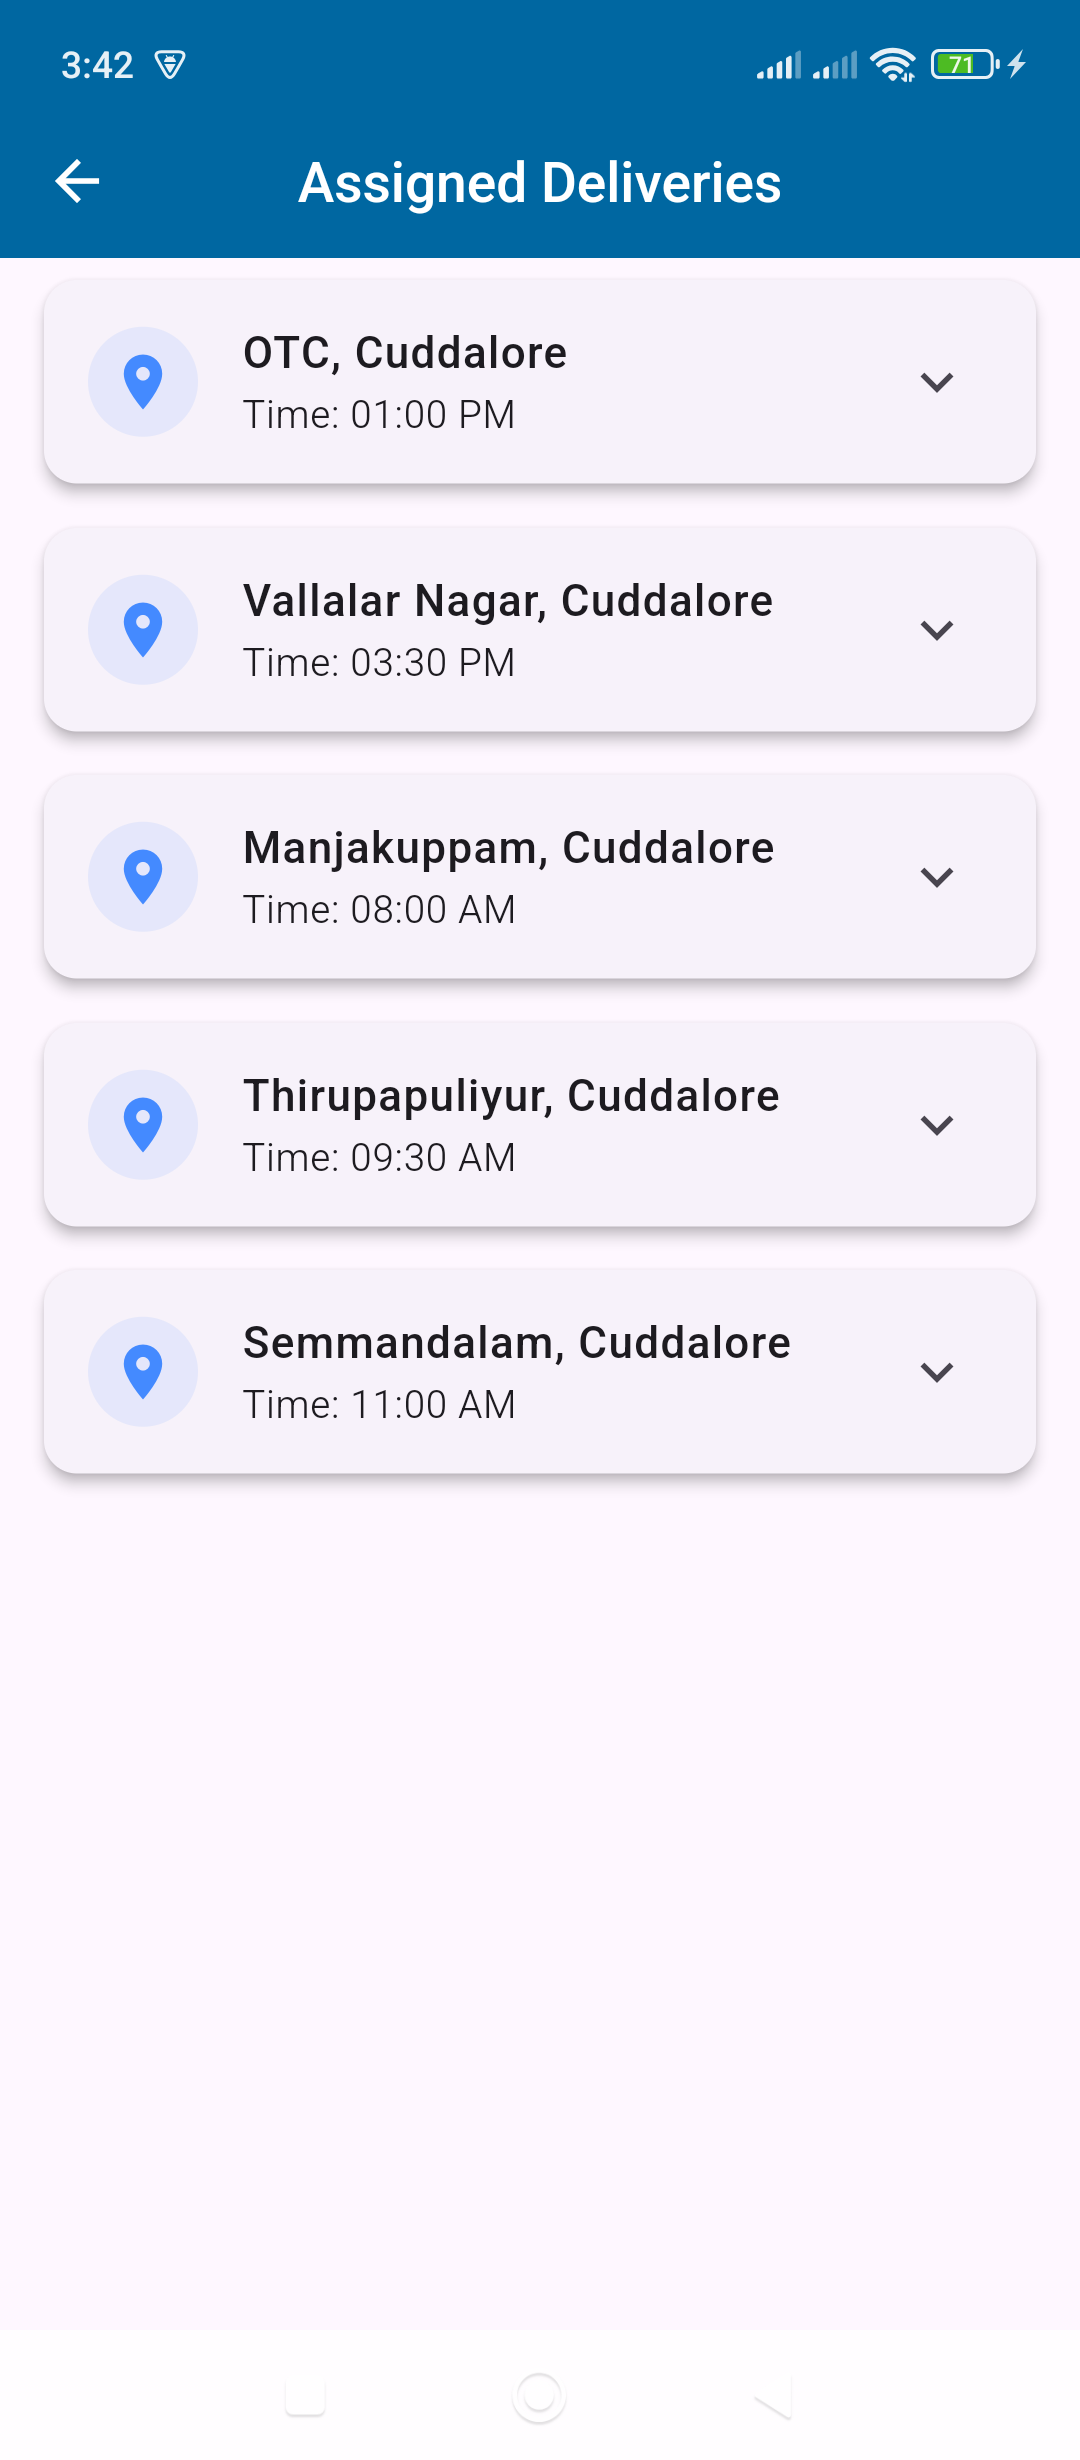 3:42
71
Assigned Deliveries
OTC, Cuddalore
Time: 01:00 PM
Vallalar Nagar, Cuddalore
Time: 03:30 PM
Manjakuppam, Cuddalore
Time: 08:00 AM
Thirupapuliyur, Cuddalore
Time: 09:30 AM
Semmandalam, Cuddalore
Time: 11:00 AM